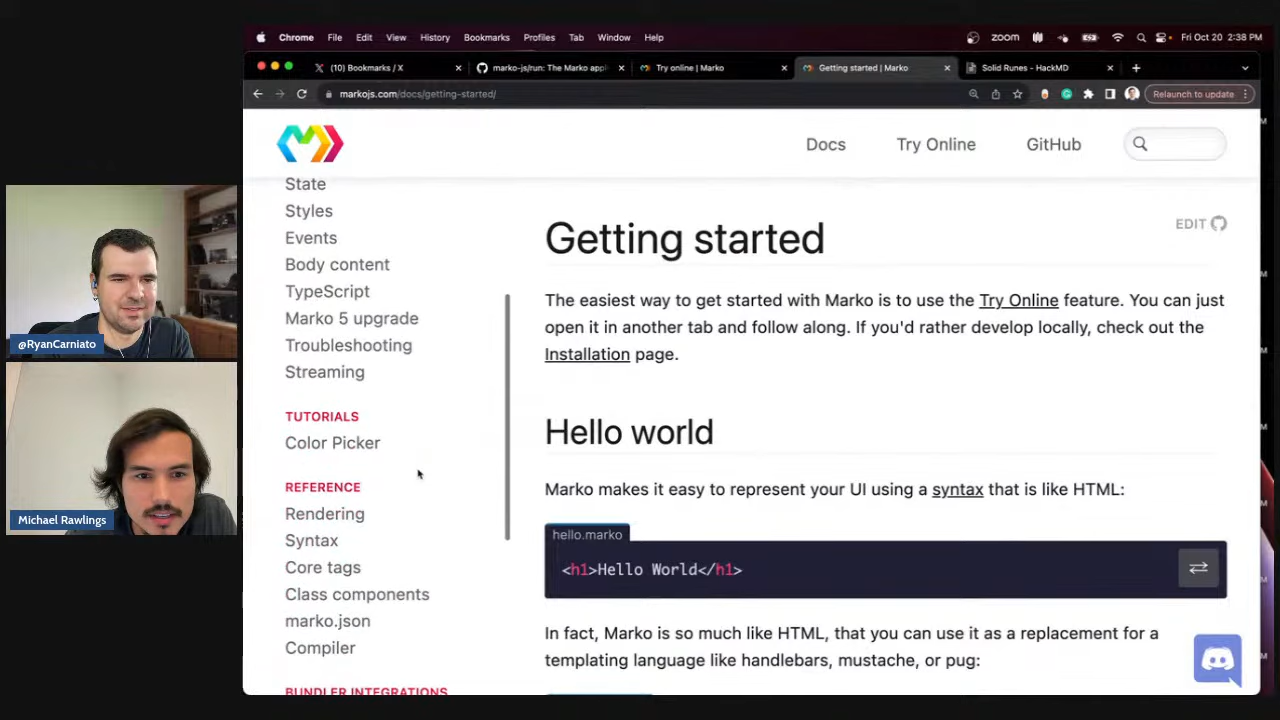 Chrome File Edit View History Bookmarks Profiles Tab Window Help zoom Fri Oct 20 2:38 PM
(10) Bookmarks / X
marko-js/run: The Marko appl
Try online | Marko
Getting started | Marko
Solid Runes - HackMD
markojs.com/docs/getting-started/
Relaunch to update
Docs
Try Online
GitHub
State
Styles
Events
Body content
TypeScript
Marko 5 upgrade
Troubleshooting
Streaming
TUTORIALS
Color Picker
REFERENCE
Rendering
Syntax
Core tags
Class components
marko.json
Compiler
BUNDLER INTEGRATIONS
EDIT
Getting started
The easiest way to get started with Marko is to use the Try Online feature. You can just
open it in another tab and follow along. If you'd rather develop locally, check out the
Installation page.
Hello world
Marko makes it easy to represent your UI using a syntax that is like HTML:
hello.marko
<h1>Hello World</h1>
In fact, Marko is so much like HTML, that you can use it as a replacement for a
templating language like handlebars, mustache, or pug:
@RyanCarniato
Michael Rawlings